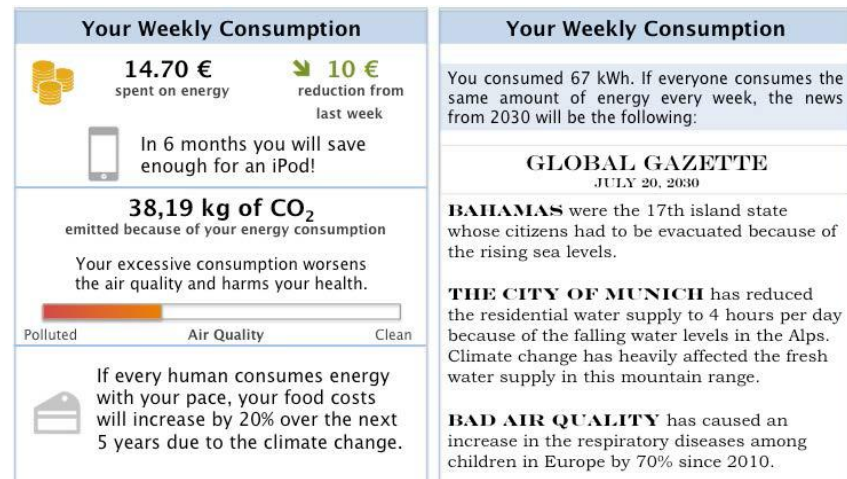 Your Weekly Consumption
14.70 €
spent on energy
10 €
reduction from
last week
In 6 months you will save
enough for an iPod!
38,19 kg of CO₂
emitted because of your energy consumption
Your excessive consumption worsens
the air quality and harms your health.
Polluted Air Quality Clean
If every human consumes energy
with your pace, your food costs
will increase by 20% over the next
5 years due to the climate change.
Your Weekly Consumption
You consumed 67 kWh. If everyone consumes the
same amount of energy every week, the news
from 2030 will be the following:
GLOBAL GAZETTE
JULY 20, 2030
BAHAMAS were the 17th island state
whose citizens had to be evacuated because of
the rising sea levels.
THE CITY OF MUNICH has reduced
the residential water supply to 4 hours per day
because of the falling water levels in the Alps.
Climate change has heavily affected the fresh
water supply in this mountain range.
BAD AIR QUALITY has caused an
increase in the respiratory diseases among
children in Europe by 70% since 2010.